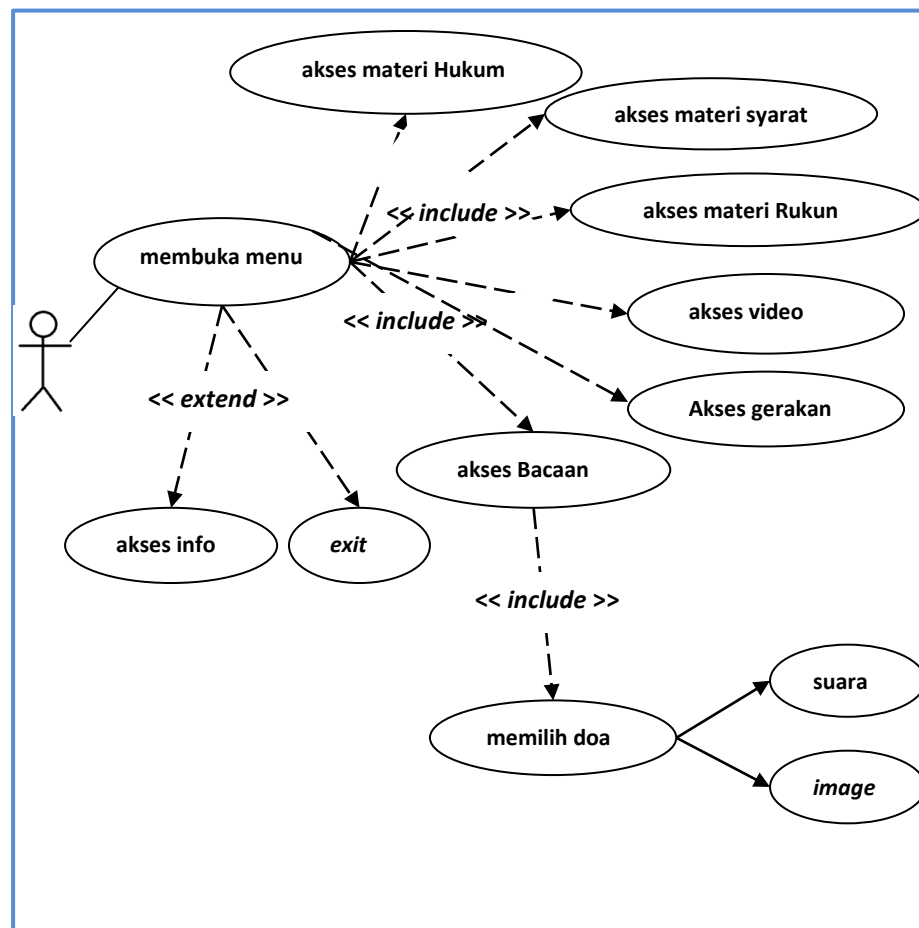 akses materi Hukum
akses materi syarat
<< include >>
akses materi Rukun
membuka menu
akses video
<< include >>
<< extend >>
Akses gerakan
akses Bacaan
akses info
exit
<< include >>
suara
memilih doa
image